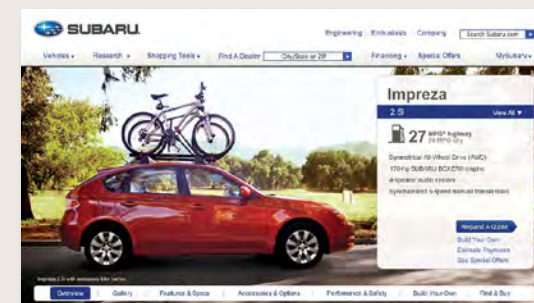 SUBARU
Engineering Enthusiasts Company Search Subaru.com
Vehicles Research Shopping Tools Find A Dealer City/State or ZIP Financing Special Offers MySubaru
Impreza
2.5i View All
27 MPG* highway
20 MPG city
Symmetrical All-Wheel Drive (AWD)
170-hp SUBARU BOXER® engine
4-speaker audio system
synchronized 5-speed manual transmission
Request A Quote
Build Your Own
Estimate Payments
See Special Offers
Impreza 2.5i with accessory bike carrier.
Overview Gallery Features & Specs Accessories & Options Performance & Safety Build Your Own Find & Buy